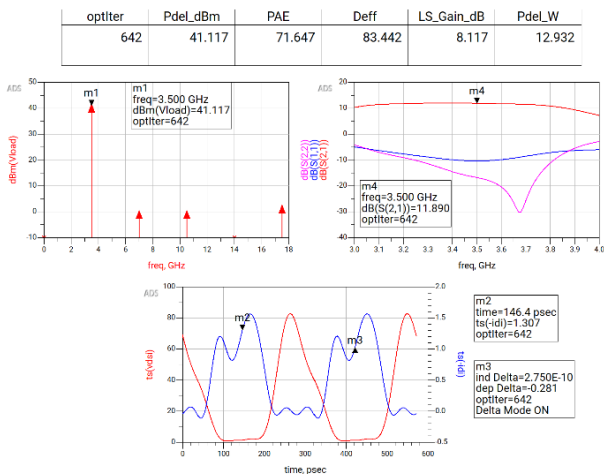 optIter Pdel_dBm PAE Deff LS_Gain_dB Pdel_W
642 41.117 71.647 83.442 8.117 12.932
ADS
m1
m1
freq=3.500 GHz
dBm(Vload)=41.117
optIter=642
dBm(Vload)
50
40
30
20
10
0
-10
0 2 4 6 8 10 12 14 16 18
freq, GHz
ADS
m4
m4
freq=3.500 GHz
dB(S(2,1))=11.890
optIter=642
dB(S(2,2))
dB(S(1,1))
dB(S(2,1))
20
10
0
-10
-20
-30
-40
3.0 3.1 3.2 3.3 3.4 3.5 3.6 3.7 3.8 3.9 4.0
freq, GHz
ADS
m2
m3
ts(vdsi)
100
80
60
40
20
0
2.0
1.5
1.0
0.5
0.0
-0.5
ts(-idi)
0 100 200 300 400 500 600
time, psec
m2
time=146.4 psec
ts(-idi)=1.307
optIter=642
m3
ind Delta=2.750E-10
dep Delta=-0.281
optIter=642
Delta Mode ON